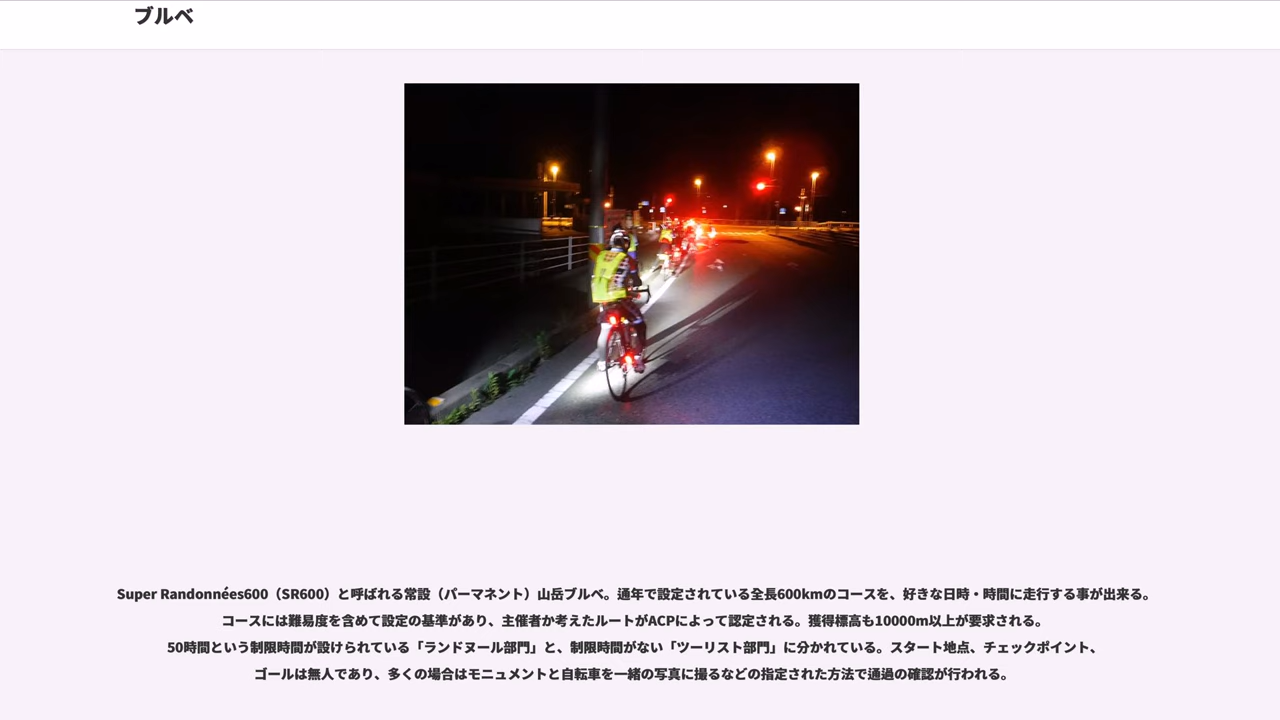 ブルベ
Super Randonnées600（SR600）と呼ばれる常設（パーマネント）山岳ブルベ。通年で設定されている全長600kmのコースを、好きな日時・時間に走行する事が出来る。
コースには難易度を含めて設定の基準があり、主催者か考えたルートがACPによって認定される。獲得標高も10000m以上が要求される。
50時間という制限時間が設けられている「ランドヌール部門」と、制限時間がない「ツーリスト部門」に分かれている。スタート地点、チェックポイント、
ゴールは無人であり、多くの場合はモニュメントと自転車を一緒の写真に撮るなどの指定された方法で通過の確認が行われる。